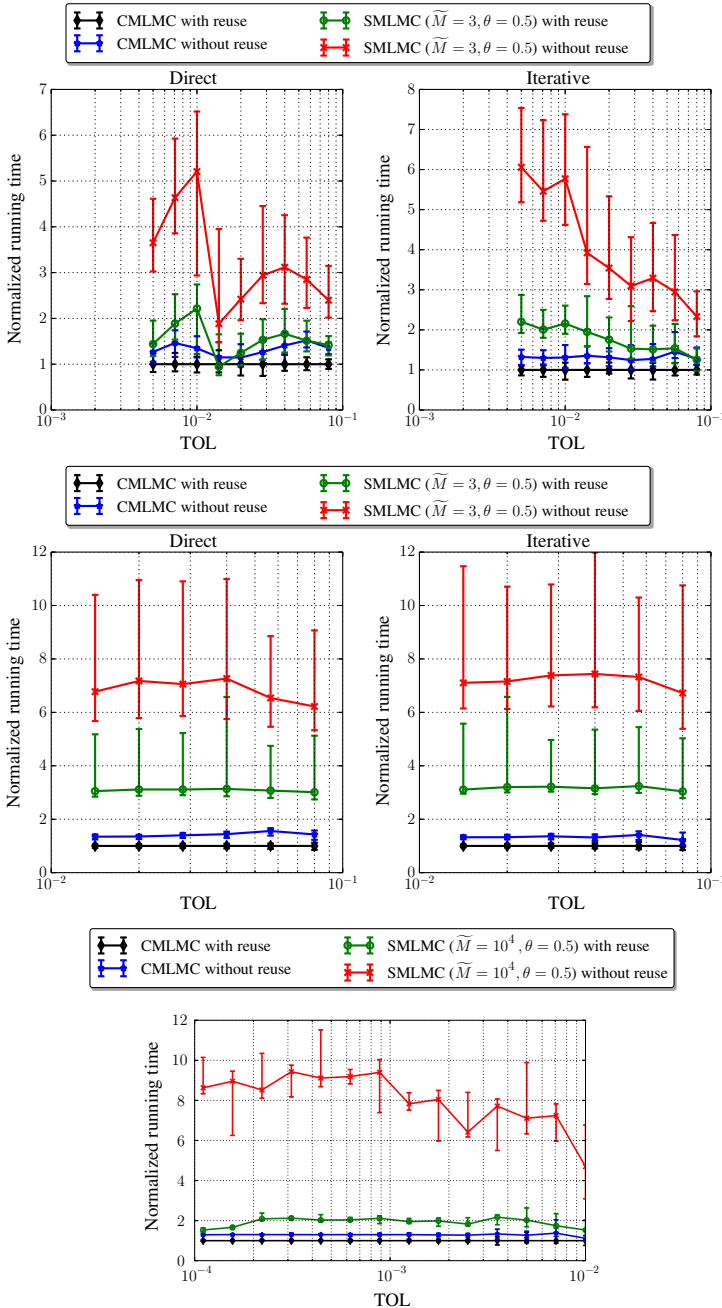 CMLMC with reuse
CMLMC without reuse
SMLMC (M̃ = 3, θ = 0.5) with reuse
SMLMC (M̃ = 3, θ = 0.5) without reuse
Direct
Normalized running time
7
6
5
4
3
2
1
0
10⁻³ 10⁻² 10⁻¹
TOL
Iterative
Normalized running time
8
7
6
5
4
3
2
1
0
10⁻³ 10⁻² 10⁻¹
TOL
CMLMC with reuse
CMLMC without reuse
SMLMC (M̃ = 3, θ = 0.5) with reuse
SMLMC (M̃ = 3, θ = 0.5) without reuse
Direct
Normalized running time
12
10
8
6
4
2
0
10⁻² 10⁻¹
TOL
Iterative
Normalized running time
12
10
8
6
4
2
0
10⁻² 10⁻¹
TOL
CMLMC with reuse
CMLMC without reuse
SMLMC (M̃ = 10⁴, θ = 0.5) with reuse
SMLMC (M̃ = 10⁴, θ = 0.5) without reuse
Normalized running time
12
10
8
6
4
2
0
10⁻⁴ 10⁻³ 10⁻²
TOL